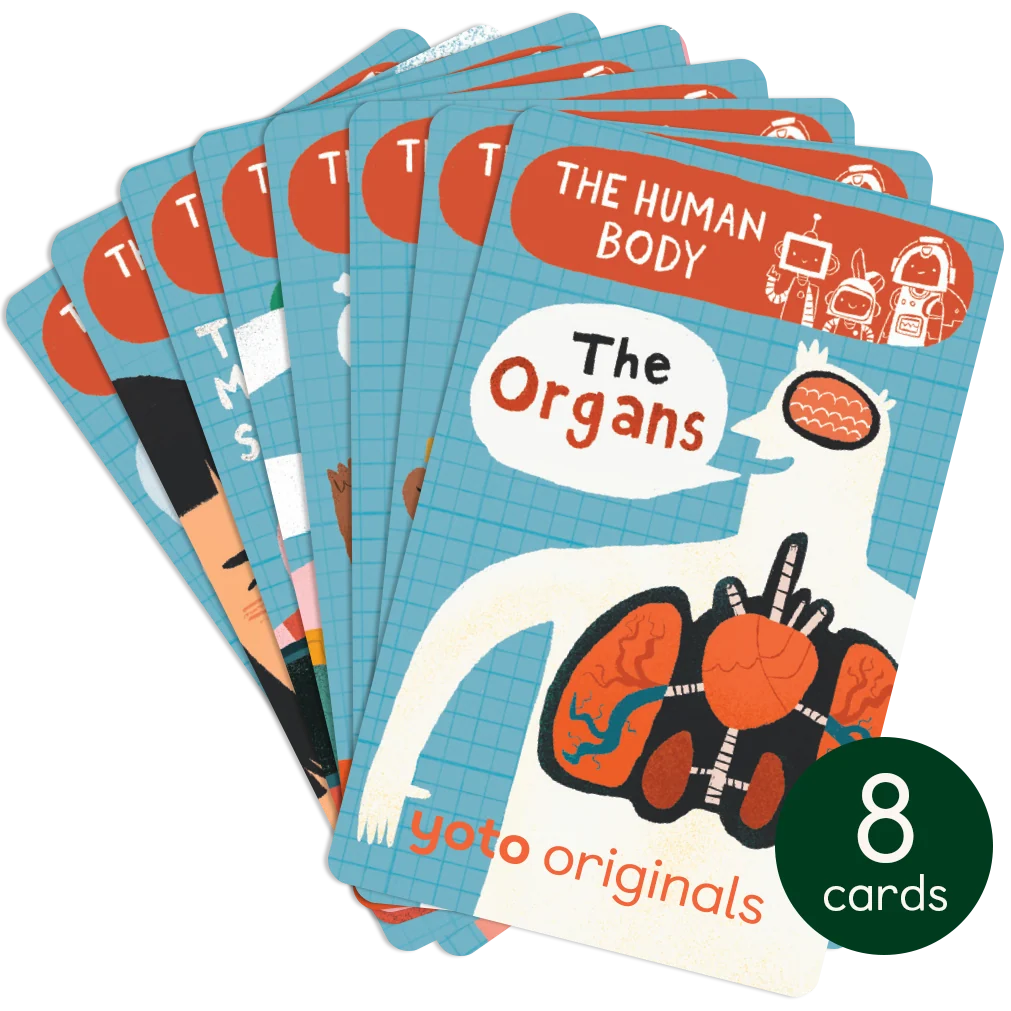 THE HUMAN
BODY
The
Organs
yoto originals
8
cards